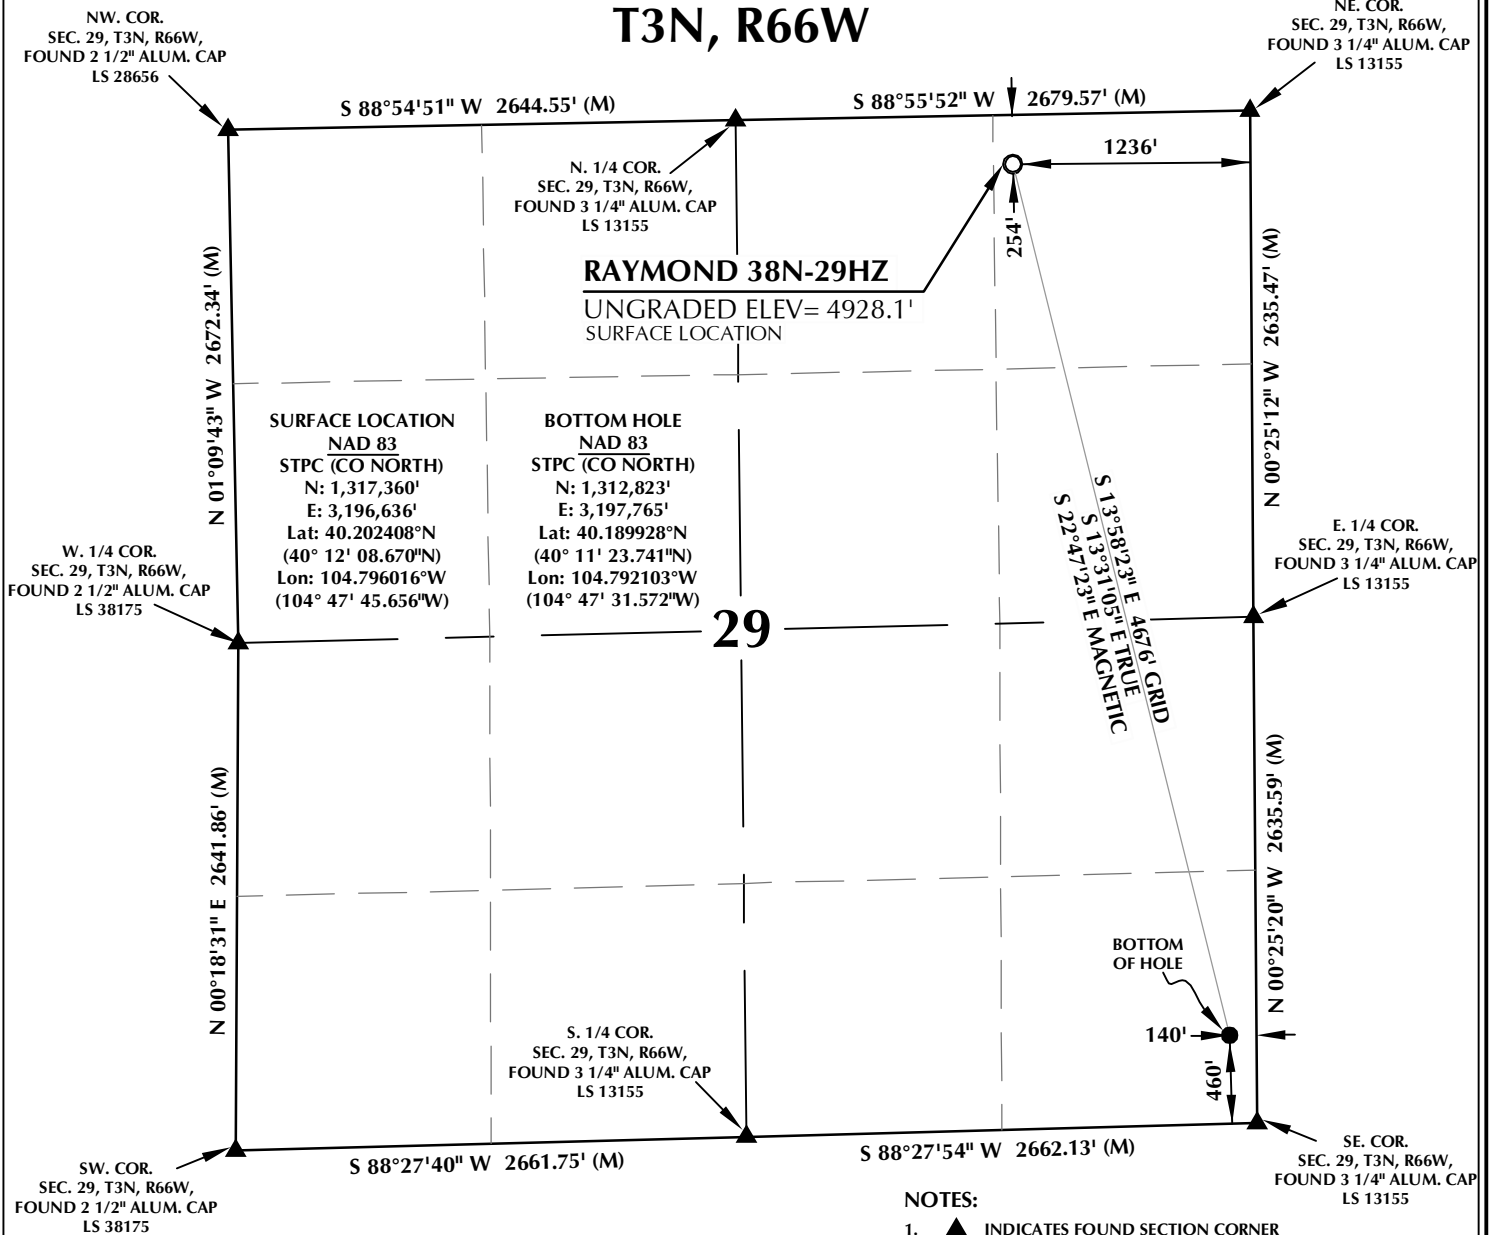 T3N, R66W
NW. COR.
SEC. 29, T3N, R66W,
FOUND 2 1/2" ALUM. CAP
LS 28656
NE. COR.
SEC. 29, T3N, R66W,
FOUND 3 1/4" ALUM. CAP
LS 13155
S 88°54'51" W 2644.55' (M)
S 88°55'52" W 2679.57' (M)
N. 1/4 COR.
SEC. 29, T3N, R66W,
FOUND 3 1/4" ALUM. CAP
LS 13155
1236'
254'
RAYMOND 38N-29HZ
UNGRADED ELEV= 4928.1'
SURFACE LOCATION
N 01°09'43" W 2672.34' (M)
N 00°25'12" W 2635.47' (M)
SURFACE LOCATION
NAD 83
STPC (CO NORTH)
N: 1,317,360'
E: 3,196,636'
Lat: 40.202408°N
(40° 12' 08.670"N)
Lon: 104.796016°W
(104° 47' 45.656"W)
BOTTOM HOLE
NAD 83
STPC (CO NORTH)
N: 1,312,823'
E: 3,197,765'
Lat: 40.189928°N
(40° 11' 23.741"N)
Lon: 104.792103°W
(104° 47' 31.572"W)
S 13°58'23" E 4676' GRID
S 13°31'05" E TRUE
S 22°47'23" E MAGNETIC
W. 1/4 COR.
SEC. 29, T3N, R66W,
FOUND 2 1/2" ALUM. CAP
LS 38175
E. 1/4 COR.
SEC. 29, T3N, R66W,
FOUND 3 1/4" ALUM. CAP
LS 13155
29
N 00°18'31" E 2641.86' (M)
N 00°25'20" W 2635.59' (M)
BOTTOM
OF HOLE
140'
460'
S. 1/4 COR.
SEC. 29, T3N, R66W,
FOUND 3 1/4" ALUM. CAP
LS 13155
S 88°27'40" W 2661.75' (M)
S 88°27'54" W 2662.13' (M)
SW. COR.
SEC. 29, T3N, R66W,
FOUND 2 1/2" ALUM. CAP
LS 38175
SE. COR.
SEC. 29, T3N, R66W,
FOUND 3 1/4" ALUM. CAP
LS 13155
NOTES:
1. INDICATES FOUND SECTION CORNER